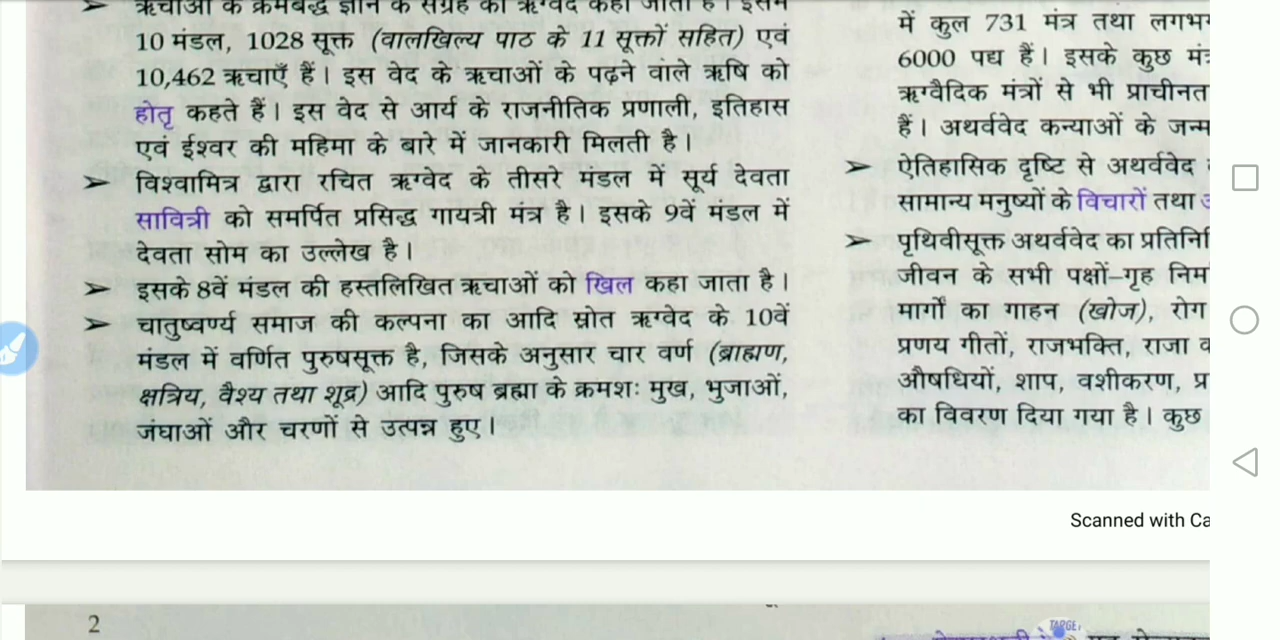 ऋचाओं के क्रमबद्ध ज्ञान के संग्रह को ऋग्वेद कहा जाता है। इसमें
10 मंडल, 1028 सूक्त (वालखिल्य पाठ के 11 सूक्तों सहित) एवं
10,462 ऋचाएँ हैं। इस वेद के ऋचाओं के पढ़ने वाले ऋषि को
होतृ कहते हैं। इस वेद से आर्य के राजनीतिक प्रणाली, इतिहास
एवं ईश्वर की महिमा के बारे में जानकारी मिलती है।
➢ विश्वामित्र द्वारा रचित ऋग्वेद के तीसरे मंडल में सूर्य देवता
सावित्री को समर्पित प्रसिद्ध गायत्री मंत्र है। इसके 9वें मंडल में
देवता सोम का उल्लेख है।
➢ इसके 8वें मंडल की हस्तलिखित ऋचाओं को खिल कहा जाता है।
➢ चातुष्वर्ण्य समाज की कल्पना का आदि स्रोत ऋग्वेद के 10वें
मंडल में वर्णित पुरुषसूक्त है, जिसके अनुसार चार वर्ण (ब्राह्मण,
क्षत्रिय, वैश्य तथा शूद्र) आदि पुरुष ब्रह्मा के क्रमशः मुख, भुजाओं,
जंघाओं और चरणों से उत्पन्न हुए।
में कुल 731 मंत्र तथा लगभग
6000 पद्य हैं। इसके कुछ
ऋग्वैदिक मंत्रों से भी
हैं। अथर्ववेद कन्याओं के जन्म
➢ ऐतिहासिक दृष्टि से अथर्ववेद
सामान्य मनुष्यों के विचारों तथा
➢ पृथिवीसूक्त अथर्ववेद का
जीवन के सभी पक्षों–गृह
मार्गों का गाहन (खोज), रोग
प्रणय गीतों, राजभक्ति, राजा
औषधियों, शाप, वशीकरण,
का विवरण दिया गया है। कुछ
Scanned with
2